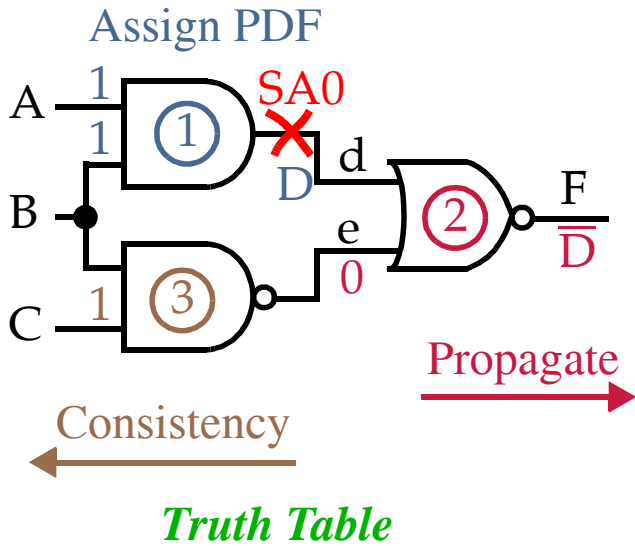 Assign PDF
A 1 SA0
1 1 d
D F
B 2
e D̅
0
C 1 3
Propagate
Consistency
Truth Table